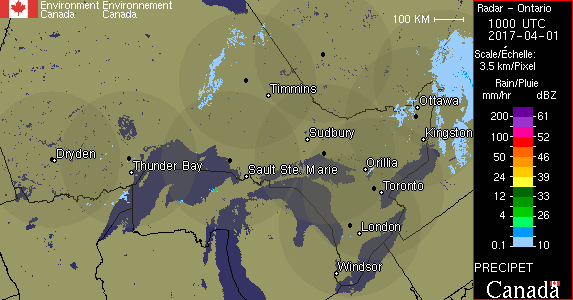 Environment Environnement
Canada Canada
100 KM
Timmins
Ottawa
Sudbury
Kingston
Dryden
Thunder Bay
Sault Ste. Marie
Orillia
Toronto
London
Windsor
Radar - Ontario
1000 UTC
2017-04-01
Scale/Échelle:
3.5 km/Pixel
Rain/Pluie
mm/hr dBZ
200 61
100 52
50 46
24 39
12 33
4 26
0.1 10
PRECIPET
Canada